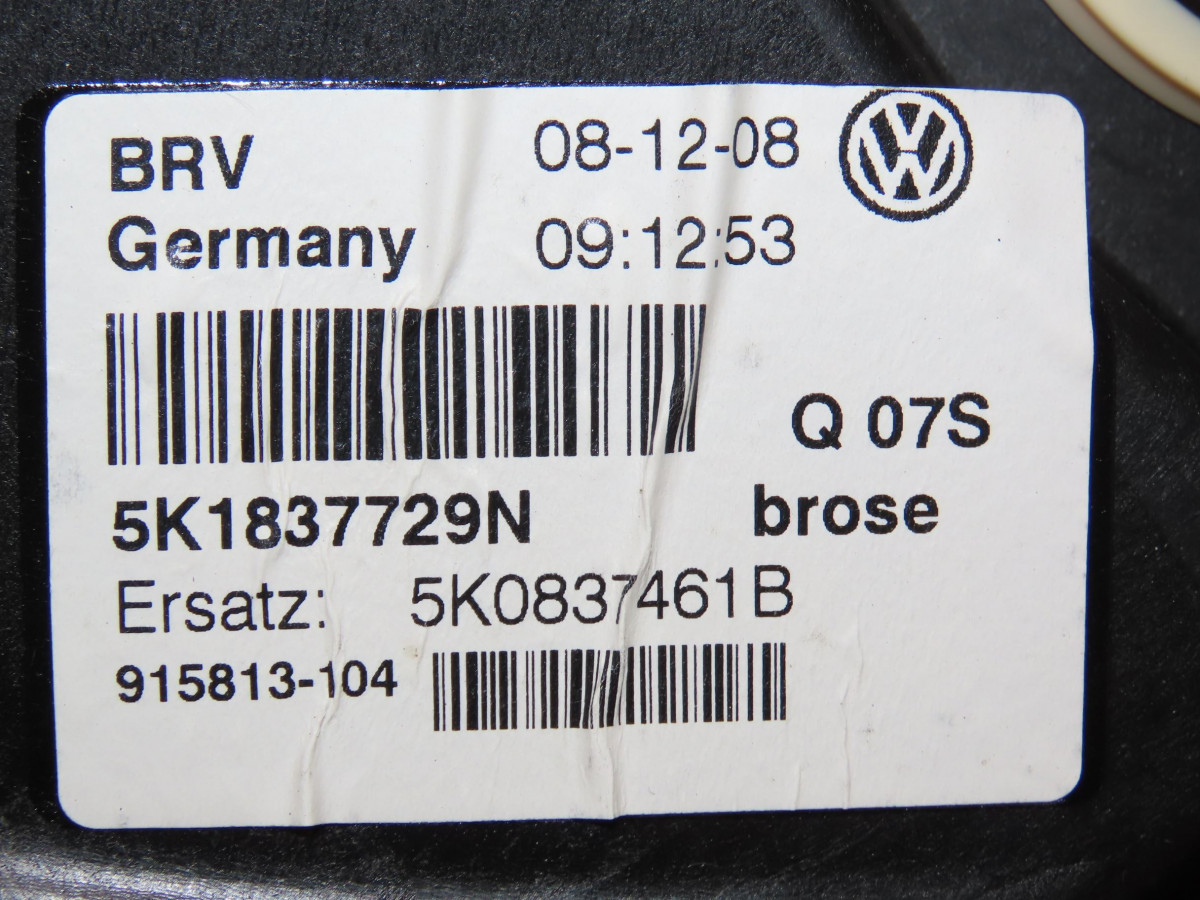 BRV 08-12-08
Germany 09:12:53
Q 07S
5K1837729N brose
Ersatz: 5K0837461B
915813-104